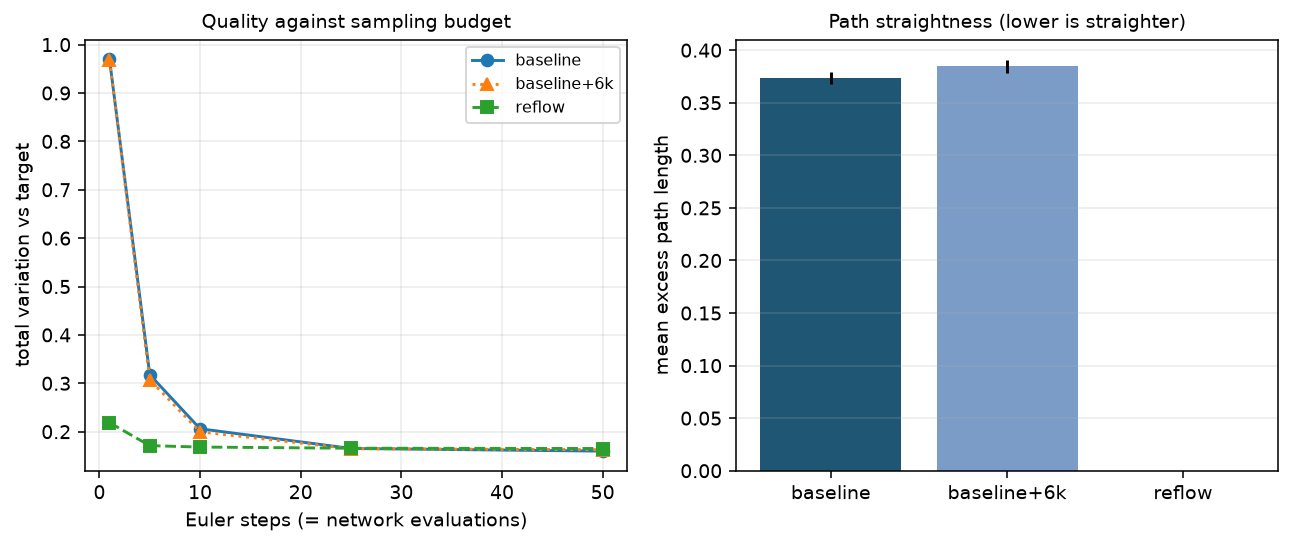 Quality against sampling budget
total variation vs target
1.0
0.9
0.8
0.7
0.6
0.5
0.4
0.3
0.2
0
10
20
30
40
50
Euler steps (= network evaluations)
baseline
baseline+6k
reflow
Path straightness (lower is straighter)
mean excess path length
0.40
0.35
0.30
0.25
0.20
0.15
0.10
0.05
0.00
baseline
baseline+6k
reflow